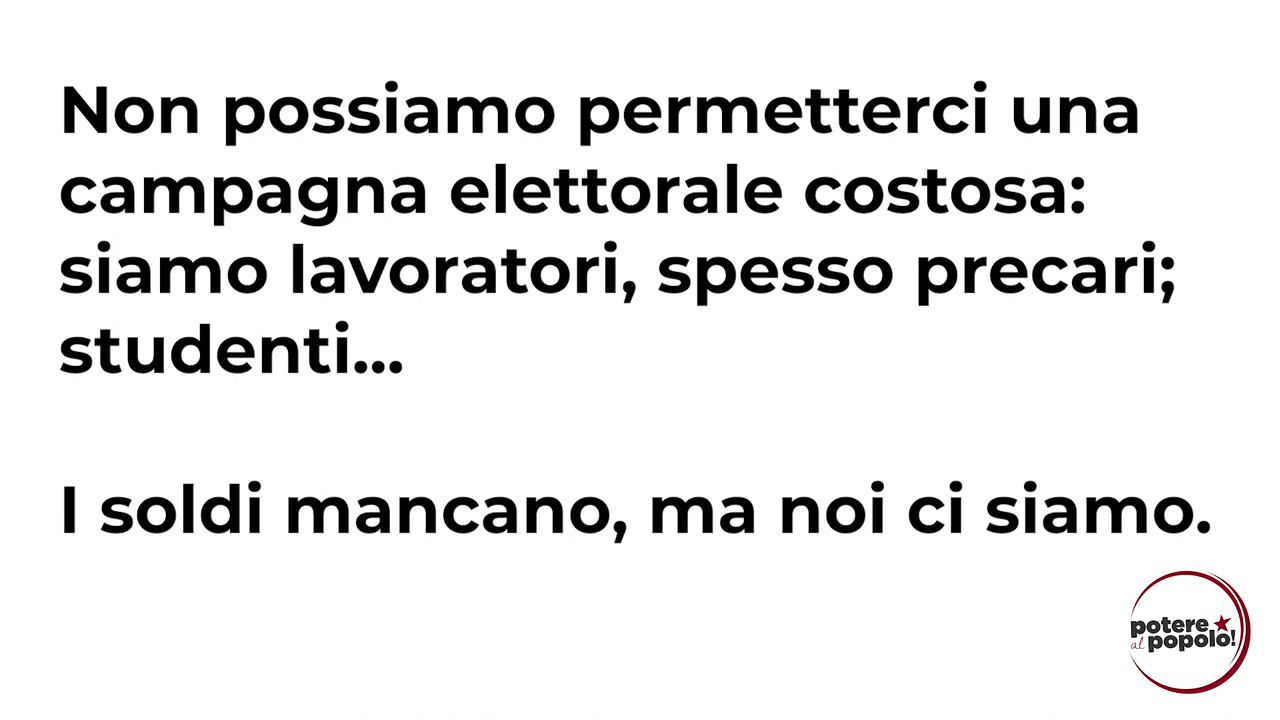 Non possiamo permetterci una
campagna elettorale costosa:
siamo lavoratori, spesso precari;
studenti...
I soldi mancano, ma noi ci siamo.
potere
al popolo!